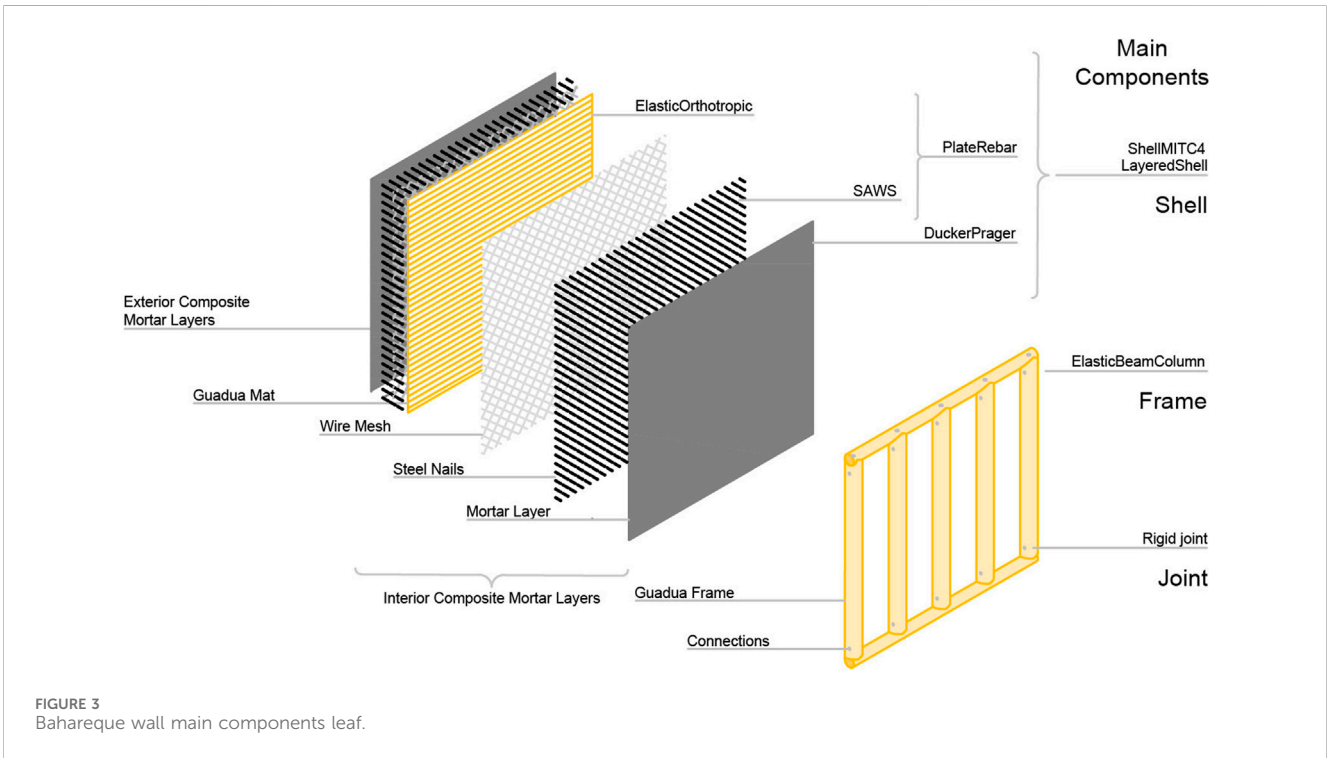 Main
Components
ElasticOrthotropic
PlateRebar
ShellMITC4
LayeredShell
SAWS
Shell
DuckerPrager
Exterior Composite
Mortar Layers
ElasticBeamColumn
Guadua Mat
Frame
Wire Mesh
Steel Nails
Mortar Layer
Rigid joint
Joint
Interior Composite Mortar Layers
Guadua Frame
Connections
FIGURE 3
Bahareque wall main components leaf.